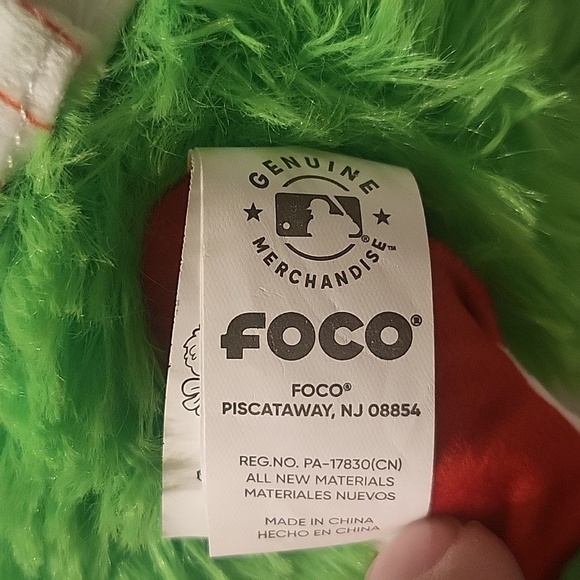 GENUINE
MERCHANDISE™
®
FOCO®
FOCO®
PISCATAWAY, NJ 08854
REG.NO. PA-17830(CN)
ALL NEW MATERIALS
MATERIALES NUEVOS
MADE IN CHINA
HECHO EN CHINA